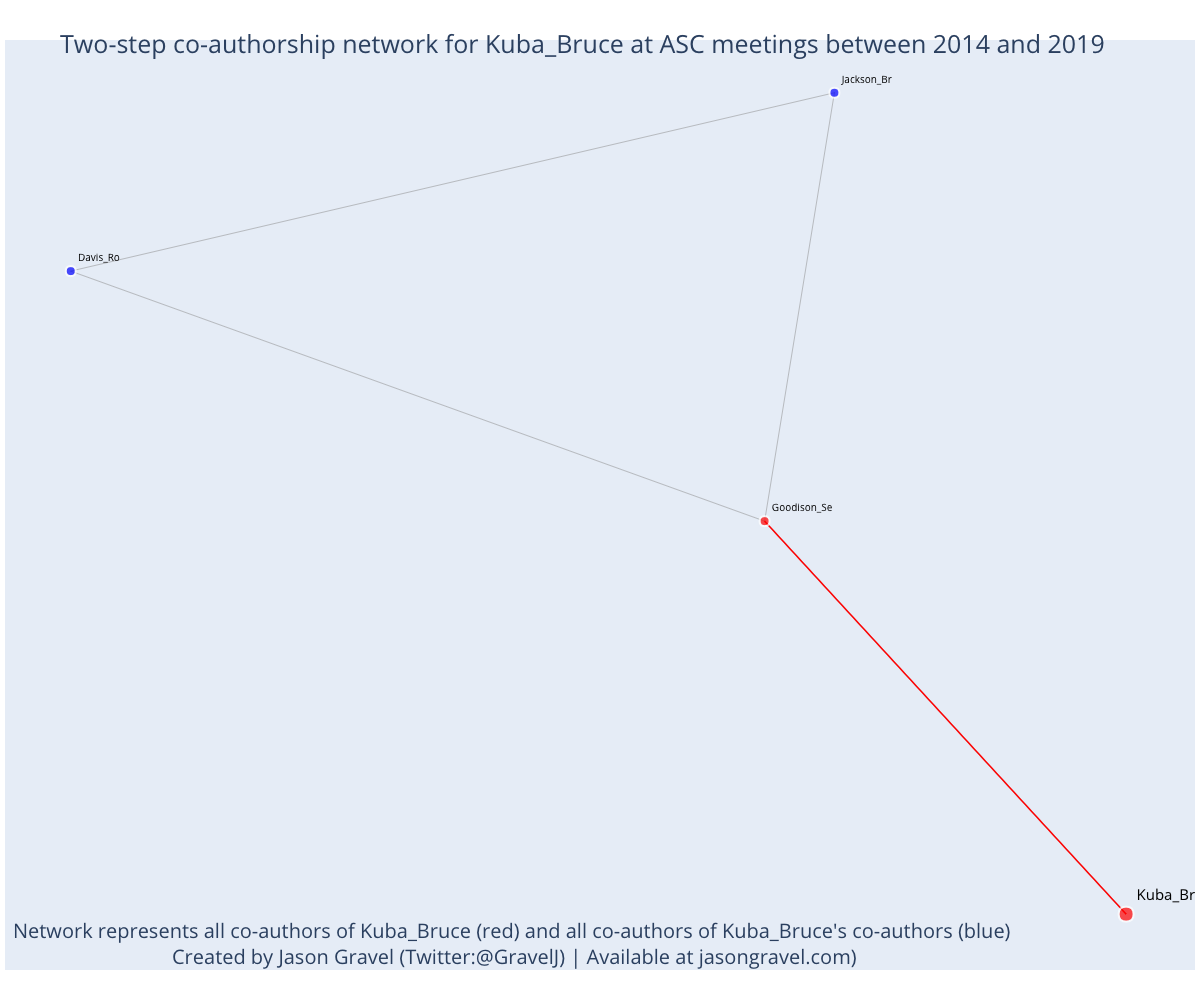 Two-step co-authorship network for Kuba_Bruce at ASC meetings between 2014 and 2019
Jackson_Br
Davis_Ro
Goodison_Se
Kuba_Br
Network represents all co-authors of Kuba_Bruce (red) and all co-authors of Kuba_Bruce's co-authors (blue)
Created by Jason Gravel (Twitter:@GravelJ) | Available at jasongravel.com)